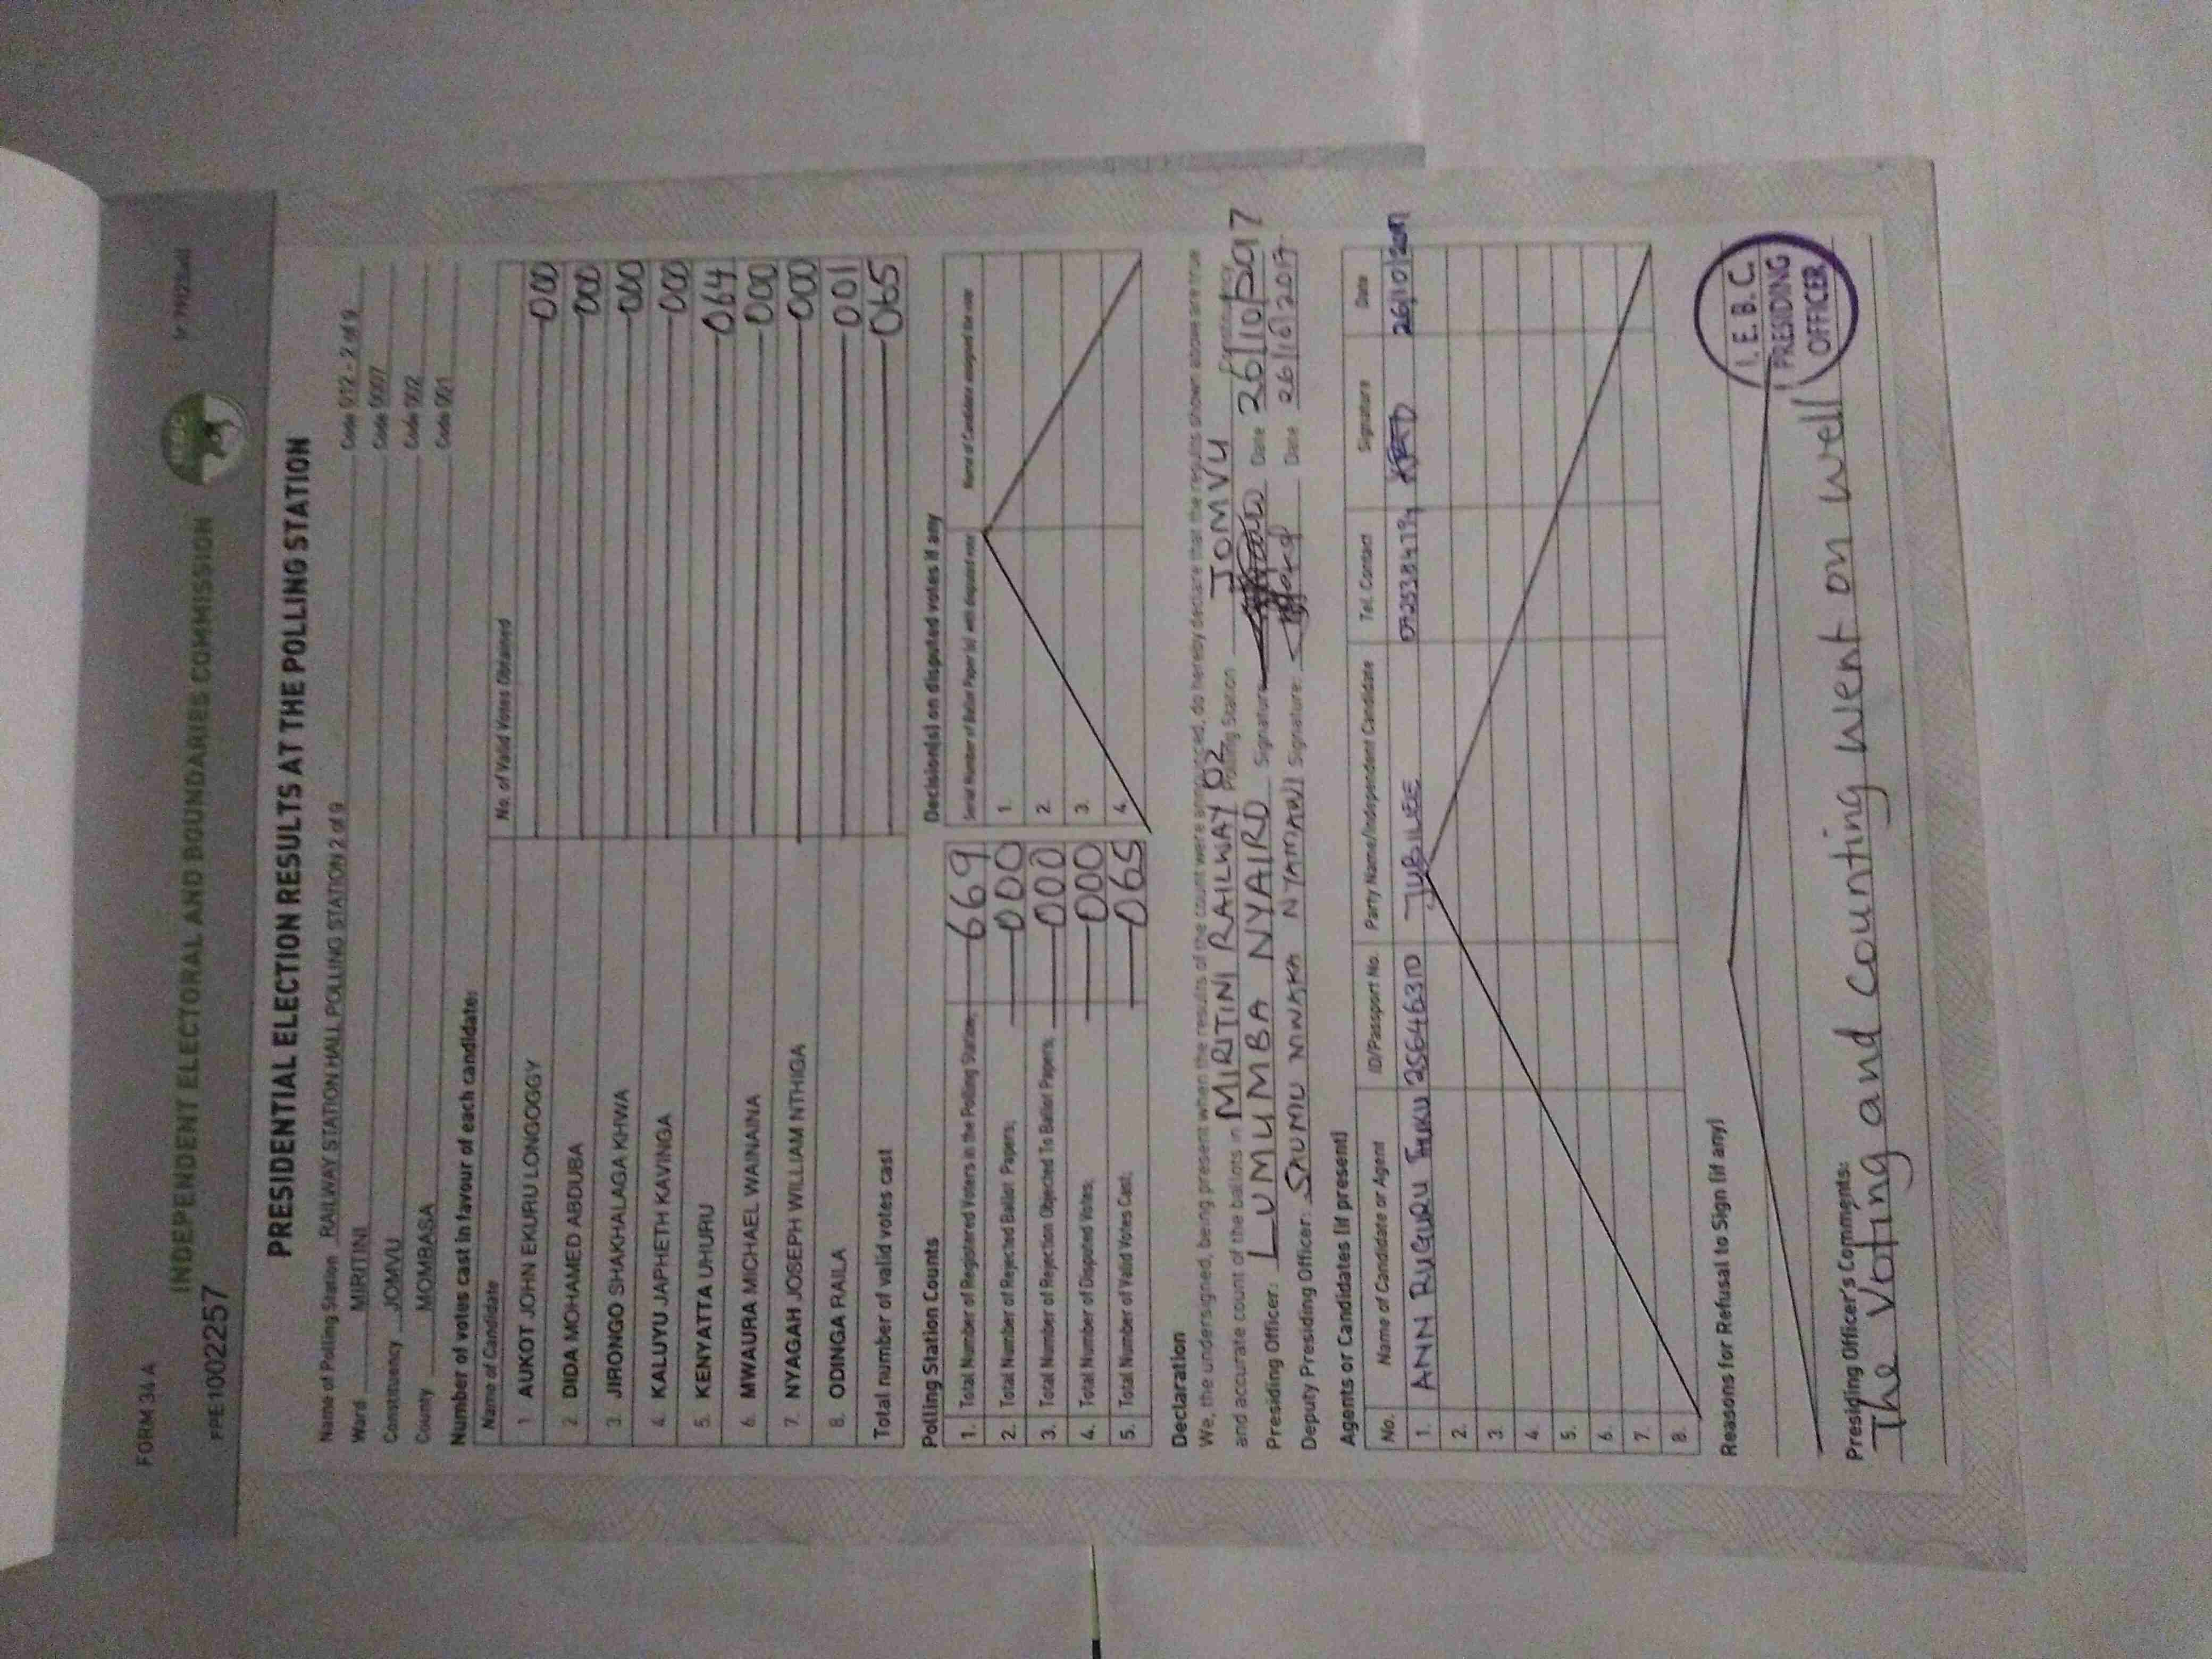 FORM 34 A
INDEPENDENT ELECTORAL AND BOUNDARIES COMMISSION
PPE1002257
PRESIDENTIAL ELECTION RESULTS AT THE POLLING STATION
Name of Polling Station RAILWAY STATION HALL POLLING STATION 2 of 9 Code 012 - 2 of 9
Ward MIRITINI Code 0007
Constituency JOMVU Code 002
County MOMBASA Code 001
Number of votes cast in favour of each candidate:
Name of Candidate No. of Valid Votes Obtained
1 AUKOT JOHN EKURU LONGOGGY 000
2 DIDA MOHAMED ABDUBA 000
3. JIRONGO SHAKHALAGA KHWA 000
4. KALUYU JAPHETH KAVINGA 000
5. KENYATTA UHURU 064
6. MWAURA MICHAEL WAINAINA 000
7. NYAGAH JOSEPH WILLIAM NTHIGA 000
8. ODINGA RAILA 001
Total number of valid votes cast 065
Polling Station Counts
1. Total Number of Registered Voters in the Polling Station; 669
2. Total Number of Rejected Ballot Papers; 000
3. Total Number of Rejection Objected To Ballot Papers; 000
4. Total Number of Disputed Votes; 000
5. Total Number of Valid Votes Cast; 065
Decision(s) on disputed votes if any
Serial Number of Ballot Paper (s) with disputed vote Name of Candidate assigned the vote
1.
2.
3.
4.
Declaration
We, the undersigned, being present when the results of the count were announced, do hereby declare that the results shown above are true
and accurate count of the ballots in MIRITINI RAILWAY 02 Polling Station JOMVU
Presiding Officer: LUMUMBA NYAIRO Signature Date 26/10/2017
Deputy Presiding Officer: SAUMU MWAKA NYAMAWI Signature: Date 26/10/2017
Agents or Candidates (if present)
No. Name of Candidate or Agent ID/Passport No. Party Name/Independent Candidate Tel. Contact Signature Date
1. ANN RUGURU THUKU 25646310 JUBILEE 26/10/2017
2.
3.
4.
5.
6.
7.
8.
Reasons for Refusal to Sign (if any)
I.E.B.C.
PRESIDING
OFFICER
Presiding Officer's Comments:
The Voting and Counting went on well